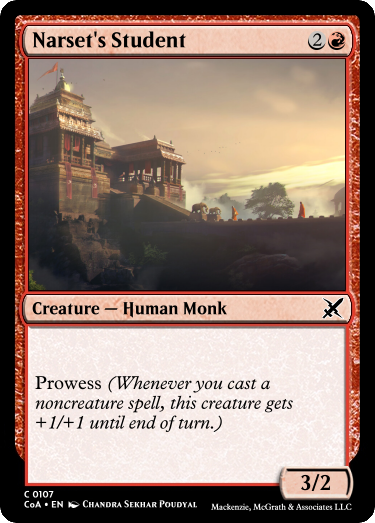 Narset's Student 2
Creature — Human Monk
Prowess (Whenever you cast a
noncreature spell, this creature gets
+1/+1 until end of turn.)
3/2
C 0107
CoA • EN Chandra Sekhar Poudyal
Mackenzie, McGrath & Associates LLC